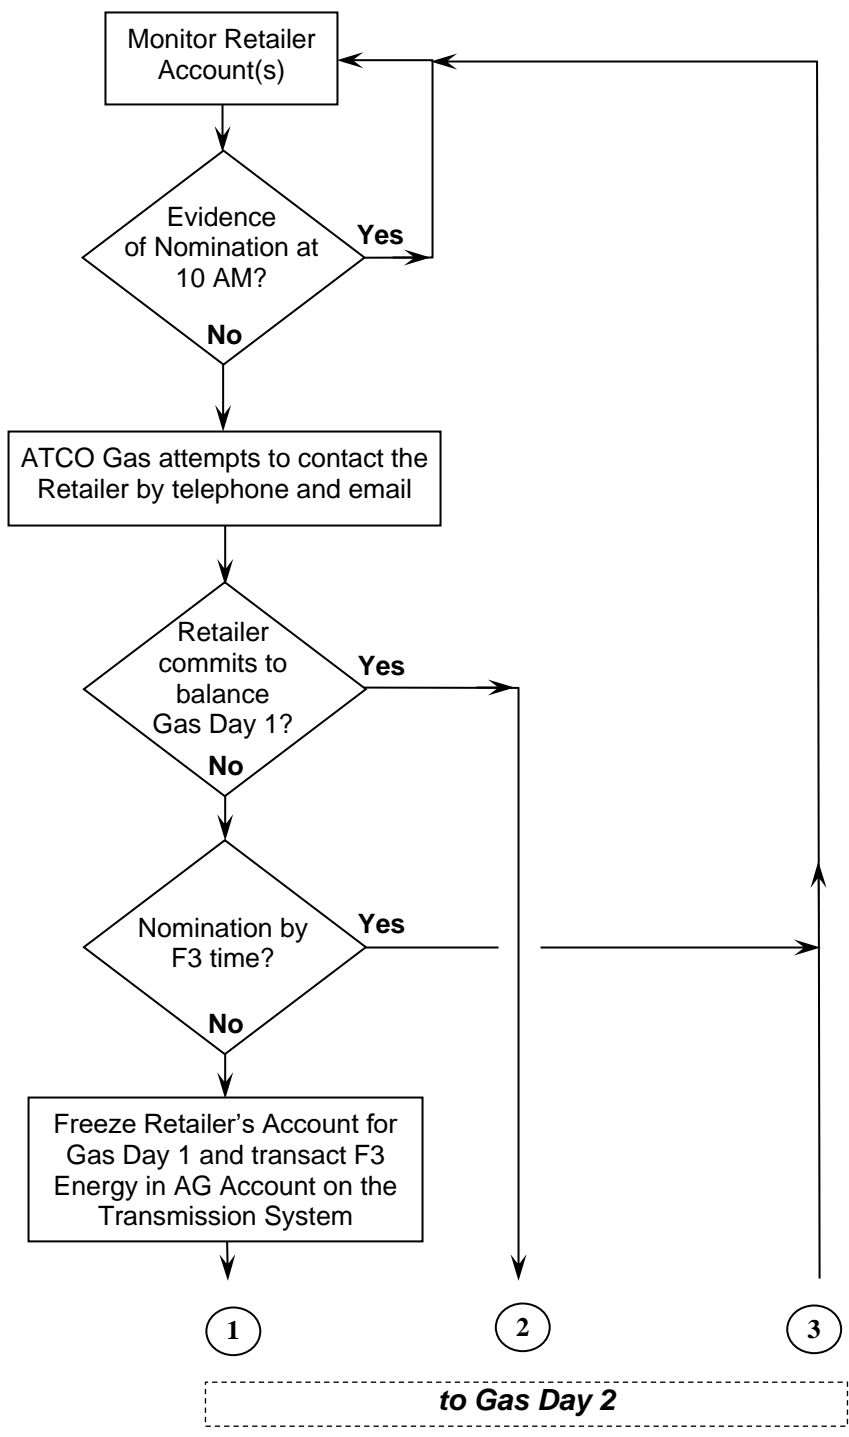 Monitor Retailer
Account(s)
Evidence
of Nomination at
10 AM?
Yes
No
ATCO Gas attempts to contact the
Retailer by telephone and email
Retailer
commits to
balance
Gas Day 1?
Yes
No
Nomination by
F3 time?
Yes
No
Freeze Retailer’s Account for
Gas Day 1 and transact F3
Energy in AG Account on the
Transmission System
1
2
3
to Gas Day 2